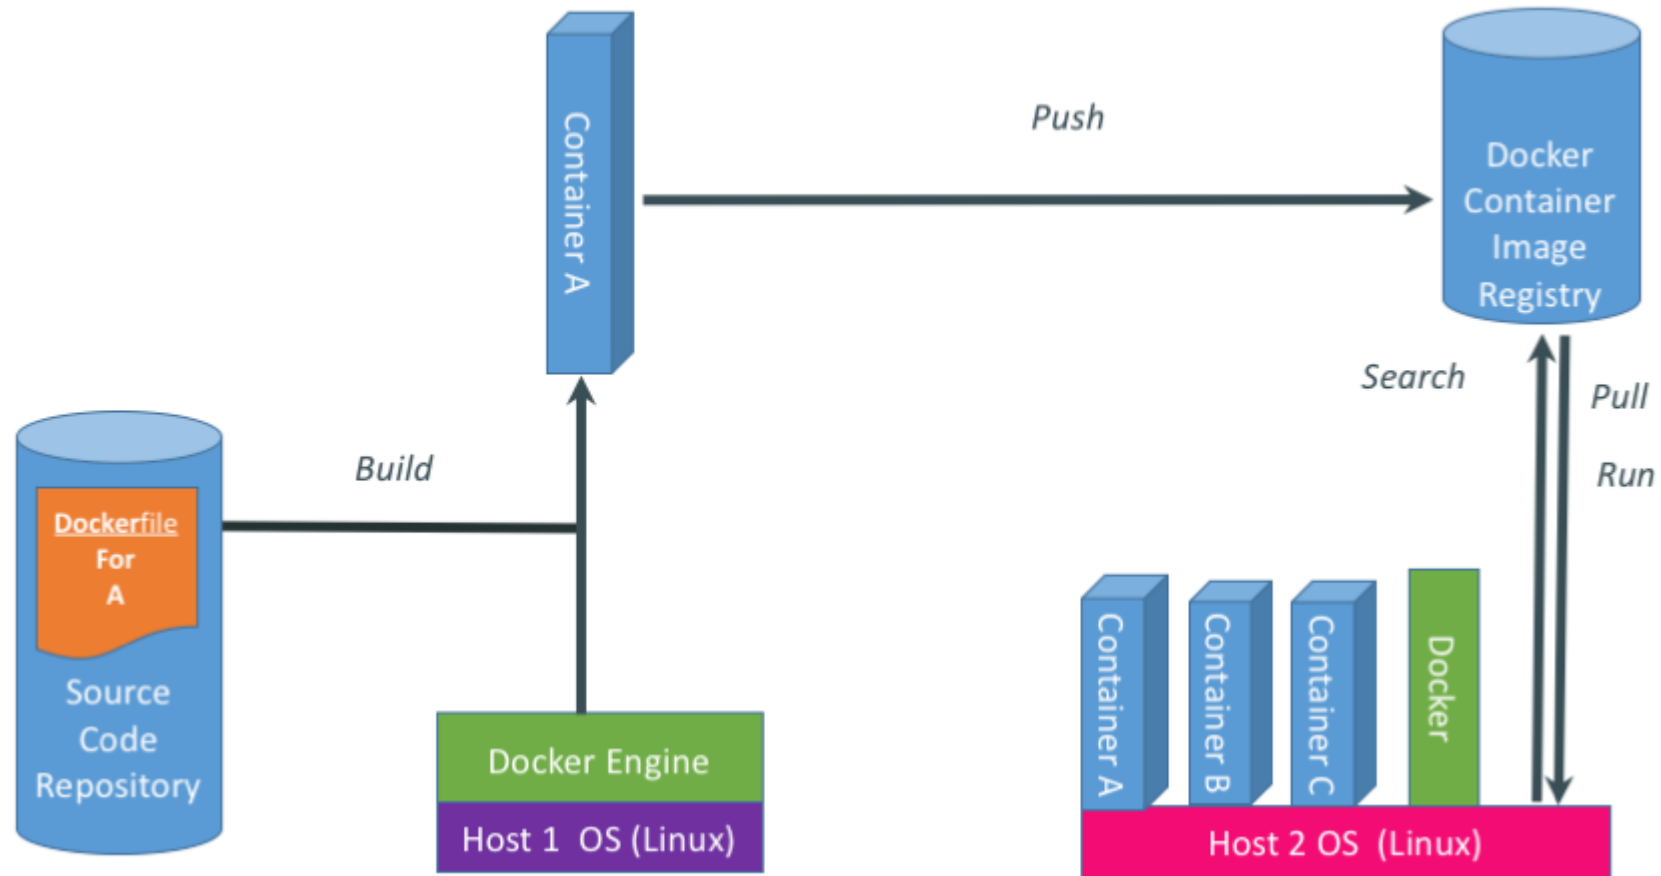 Container A
Push
Docker
Container
Image
Registry
Search
Pull
Run
Build
Dockerfile
For
A
Source
Code
Repository
Docker Engine
Host 1 OS (Linux)
Container A
Container B
Container C
Docker
Host 2 OS (Linux)